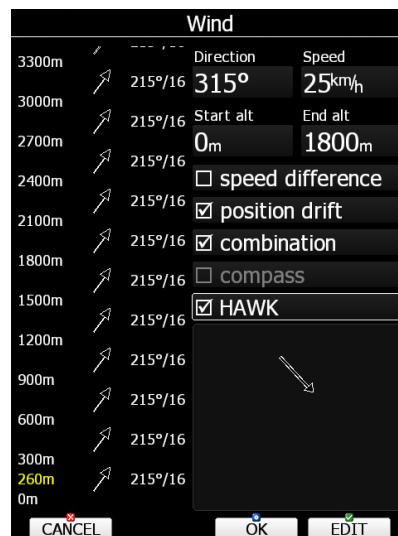 Wind
3300m
215°/16
3000m
215°/16
2700m
215°/16
2400m
215°/16
2100m
215°/16
1800m
215°/16
1500m
215°/16
1200m
215°/16
900m
215°/16
600m
215°/16
300m
260m
215°/16
0m
Direction Speed
315° 25km/h
Start alt End alt
0m 1800m
speed difference
position drift
combination
compass
HAWK
CANCEL OK EDIT